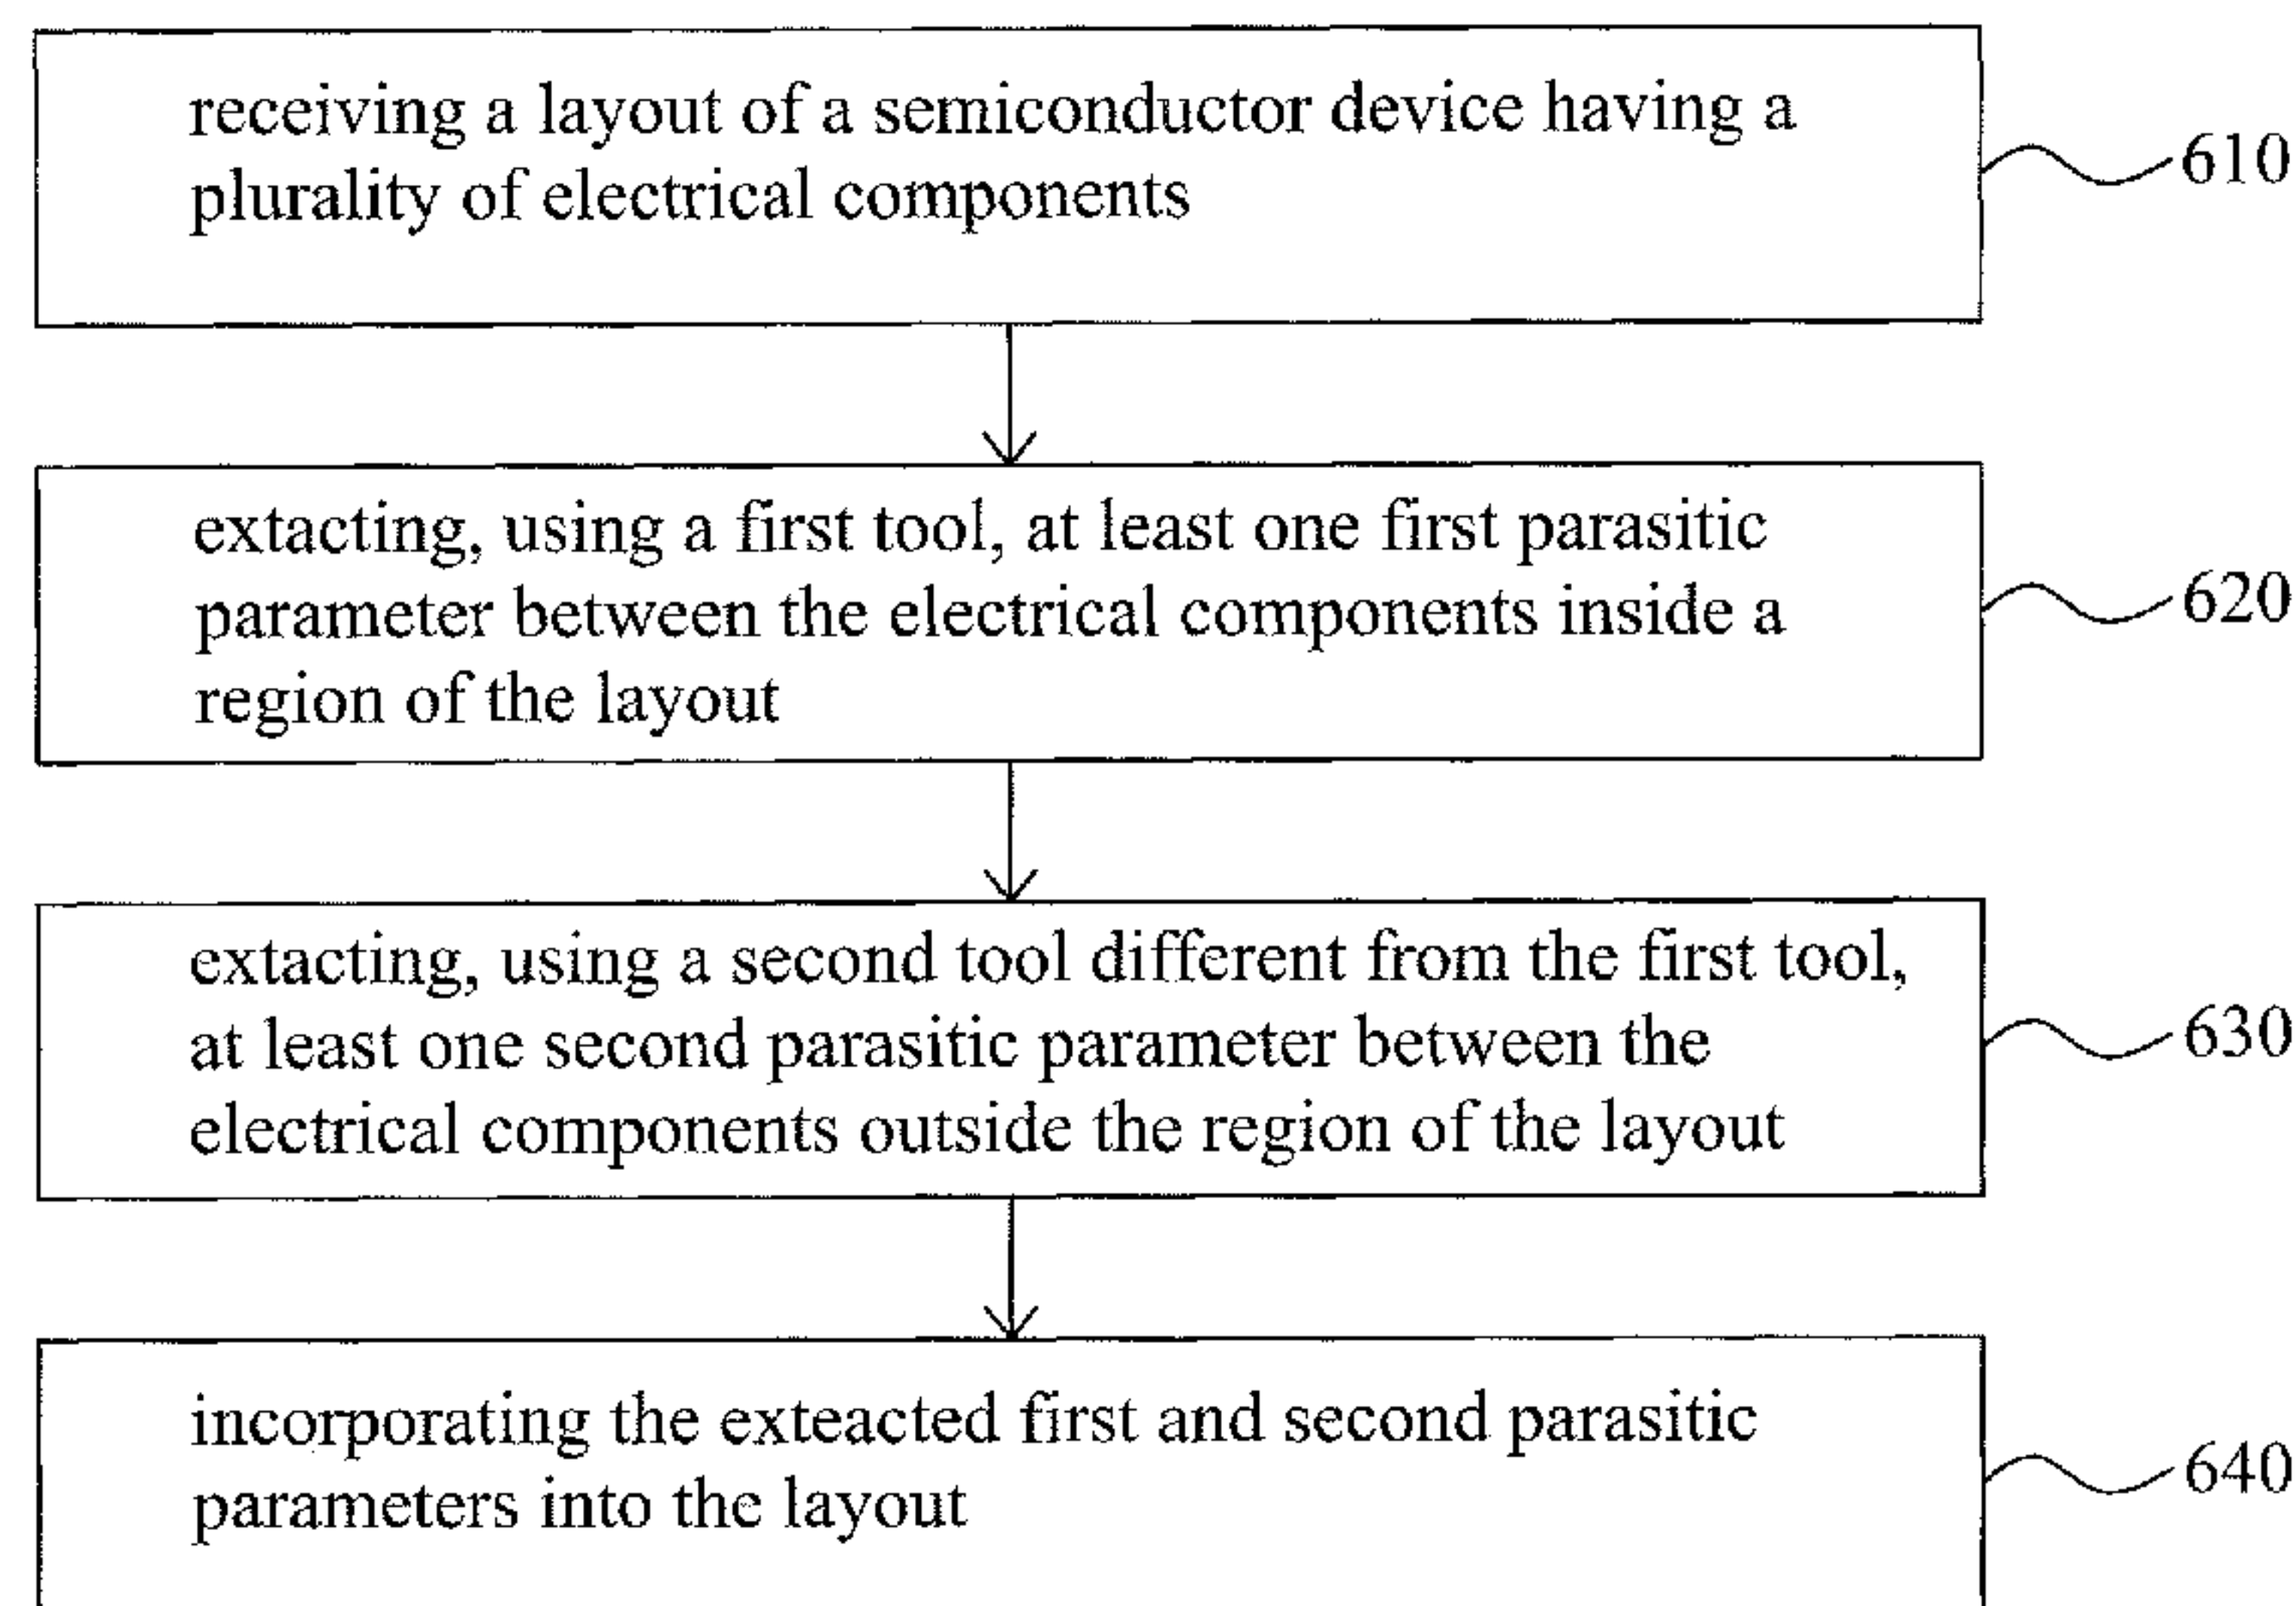 receiving a layout of a semiconductor device having a
plurality of electrical components
610
extacting, using a first tool, at least one first parasitic
parameter between the electrical components inside a
region of the layout
620
extacting, using a second tool different from the first tool,
at least one second parasitic parameter between the
electrical components outside the region of the layout
630
incorporating the exteacted first and second parasitic
parameters into the layout
640